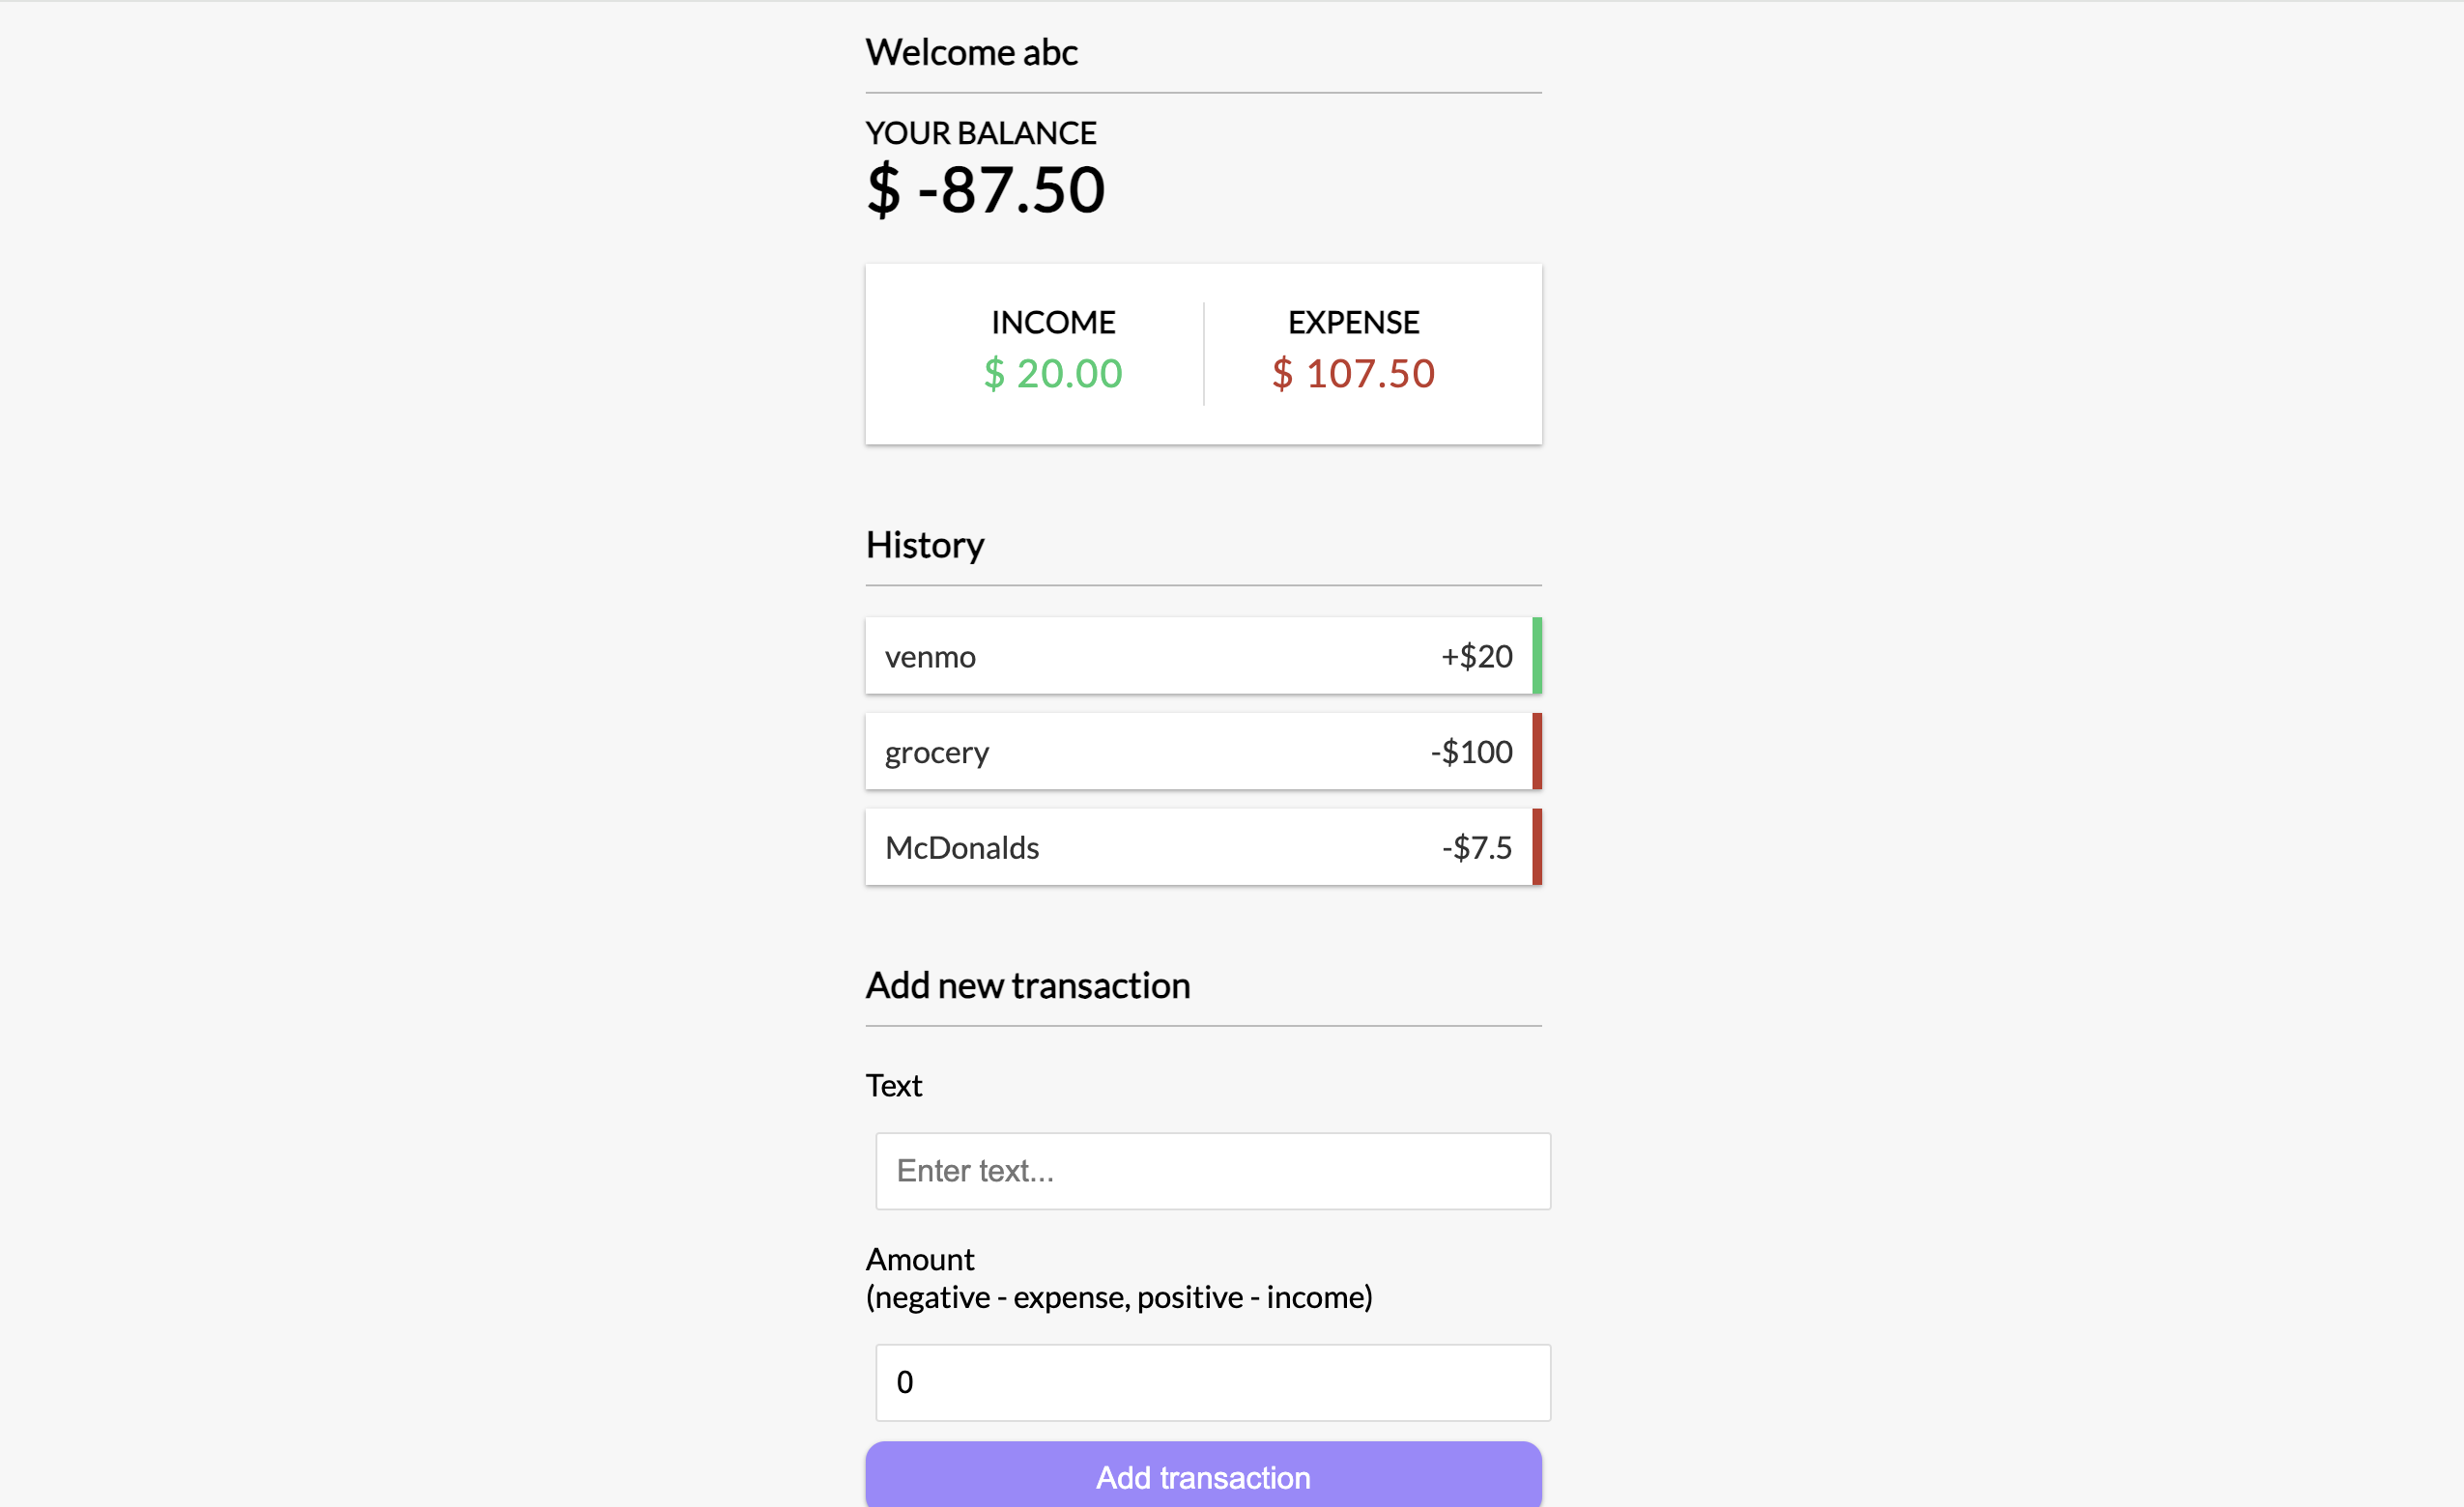 Welcome abc
YOUR BALANCE
$ -87.50
INCOME EXPENSE
$ 20.00 $ 107.50
History
venmo +$20
grocery -$100
McDonalds -$7.5
Add new transaction
Text
Enter text...
Amount
(negative - expense, positive - income)
0
Add transaction